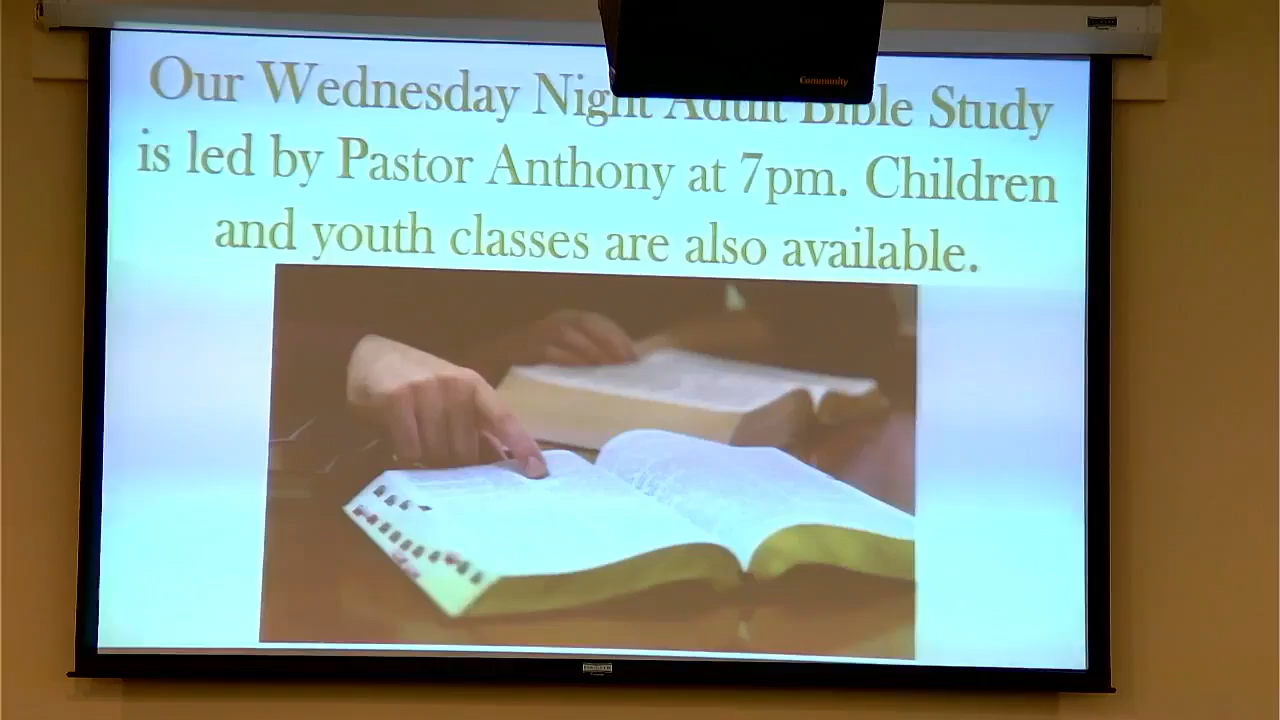 Community
Our Wednesday Night Adult Bible Study
is led by Pastor Anthony at 7pm. Children
and youth classes are also available.